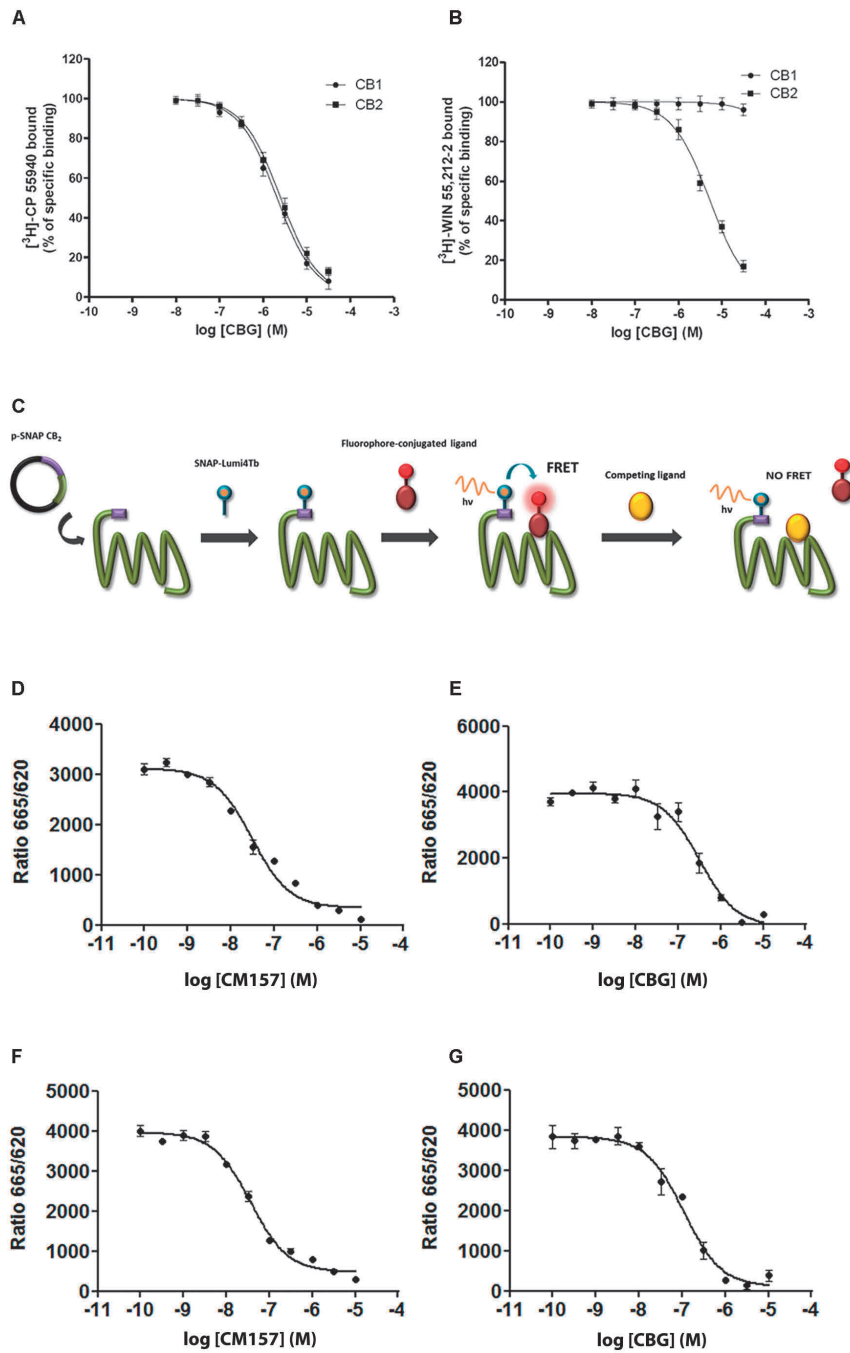 A
120
100
80
60
40
20
0
-10 -9 -8 -7 -6 -5 -4 -3
[³H]-CP 55940 bound
(% of specific binding)
log [CBG] (M)
CB1
CB2
B
120
100
80
60
40
20
0
-10 -9 -8 -7 -6 -5 -4 -3
[³H]-WIN 55,212-2 bound
(% of specific binding)
log [CBG] (M)
CB1
CB2
C
p-SNAP CB₂
SNAP-Lumi4Tb
Fluorophore-conjugated ligand
hν
FRET
Competing ligand
NO FRET
hν
D
4000
3000
2000
1000
0
-11 -10 -9 -8 -7 -6 -5 -4
Ratio 665/620
log [CM157] (M)
E
6000
4000
2000
0
-11 -10 -9 -8 -7 -6 -5 -4
Ratio 665/620
log [CBG] (M)
F
5000
4000
3000
2000
1000
0
-11 -10 -9 -8 -7 -6 -5 -4
Ratio 665/620
log [CM157] (M)
G
5000
4000
3000
2000
1000
0
-11 -10 -9 -8 -7 -6 -5 -4
Ratio 665/620
log [CBG] (M)